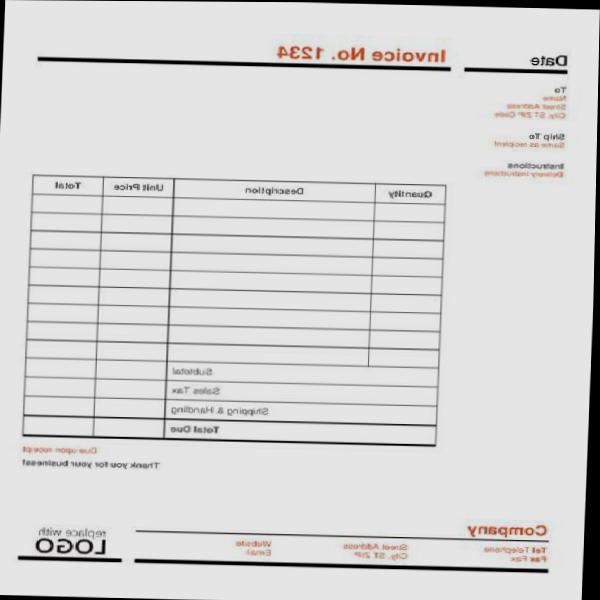 Date
Invoice No. 1234
To
Name
Street Address
City, ST ZIP Code
Ship To
Same as recipient
Instructions
Delivery Instructions
Quantity Description Unit Price Total
Subtotal
Sales Tax
Shipping & Handling
Total Due
Due upon receipt
Thank you for your business!
Company
Tel Telephone
Fax Fax
Street Address
City, ST ZIP
Website
Email
replace with
LOGO